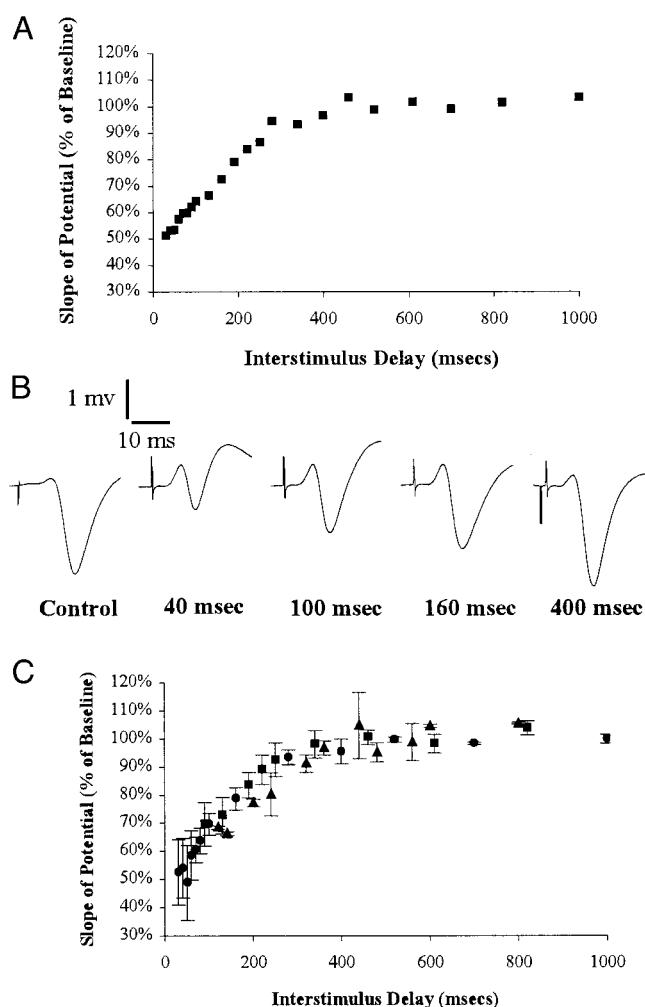 A
Slope of Potential (% of Baseline)
120%
110%
100%
90%
80%
70%
60%
50%
40%
30%
0 200 400 600 800 1000
Interstimulus Delay (msecs)
B
1 mv
10 ms
Control 40 msec 100 msec 160 msec 400 msec
C
Slope of Potential (% of Baseline)
120%
110%
100%
90%
80%
70%
60%
50%
40%
30%
0 200 400 600 800 1000
Interstimulus Delay (msecs)